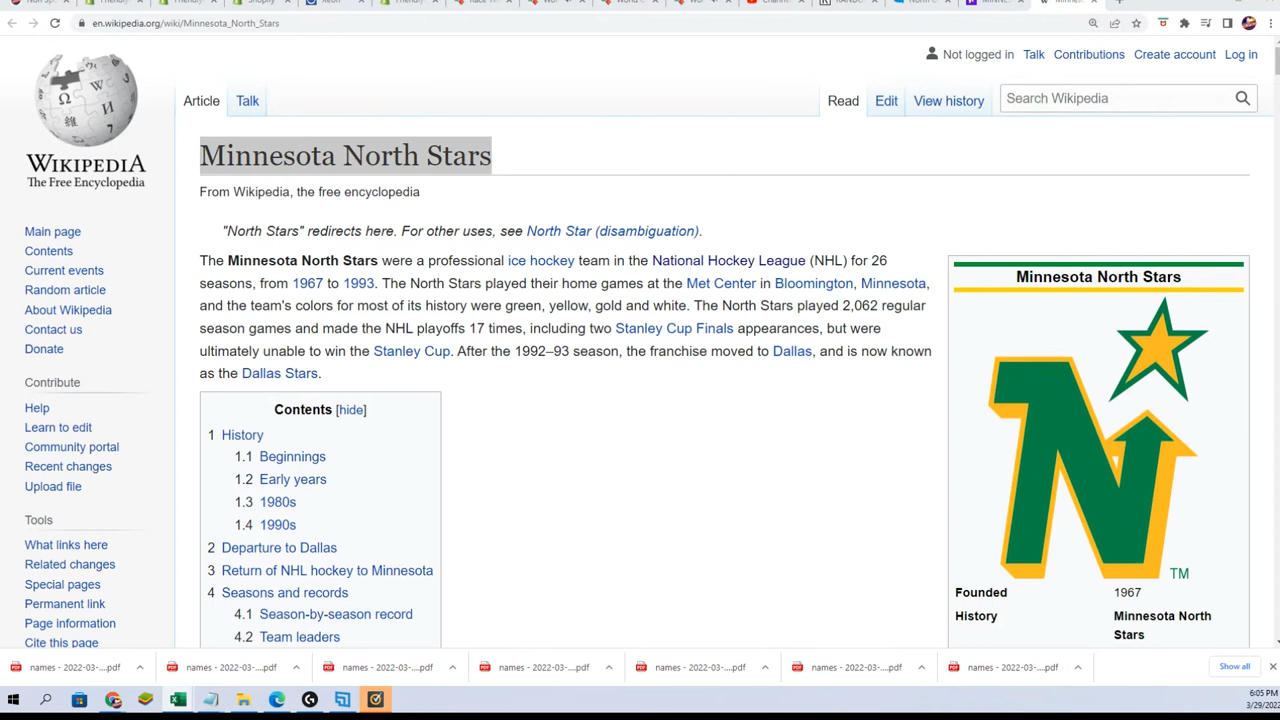 en.wikipedia.org/wiki/Minnesota_North_Stars
Not logged in Talk Contributions Create account Log in
Article Talk Read Edit View history Search Wikipedia
WIKIPEDIA
The Free Encyclopedia
Main page
Contents
Current events
Random article
About Wikipedia
Contact us
Donate
Contribute
Help
Learn to edit
Community portal
Recent changes
Upload file
Tools
What links here
Related changes
Special pages
Permanent link
Page information
Cite this page
Minnesota North Stars
From Wikipedia, the free encyclopedia
"North Stars" redirects here. For other uses, see North Star (disambiguation).
The Minnesota North Stars were a professional ice hockey team in the National Hockey League (NHL) for 26
seasons, from 1967 to 1993. The North Stars played their home games at the Met Center in Bloomington, Minnesota,
and the team's colors for most of its history were green, yellow, gold and white. The North Stars played 2,062 regular
season games and made the NHL playoffs 17 times, including two Stanley Cup Finals appearances, but were
ultimately unable to win the Stanley Cup. After the 1992–93 season, the franchise moved to Dallas, and is now known
as the Dallas Stars.
Contents [hide]
1 History
1.1 Beginnings
1.2 Early years
1.3 1980s
1.4 1990s
2 Departure to Dallas
3 Return of NHL hockey to Minnesota
4 Seasons and records
4.1 Season-by-season record
4.2 Team leaders
Minnesota North Stars
N
TM
Founded 1967
History Minnesota North
Stars
names - 2022-03-....pdf names - 2022-03-....pdf names - 2022-03-....pdf names - 2022-03-....pdf names - 2022-03-....pdf names - 2022-03-....pdf names - 2022-03-....pdf Show all
6:05 PM